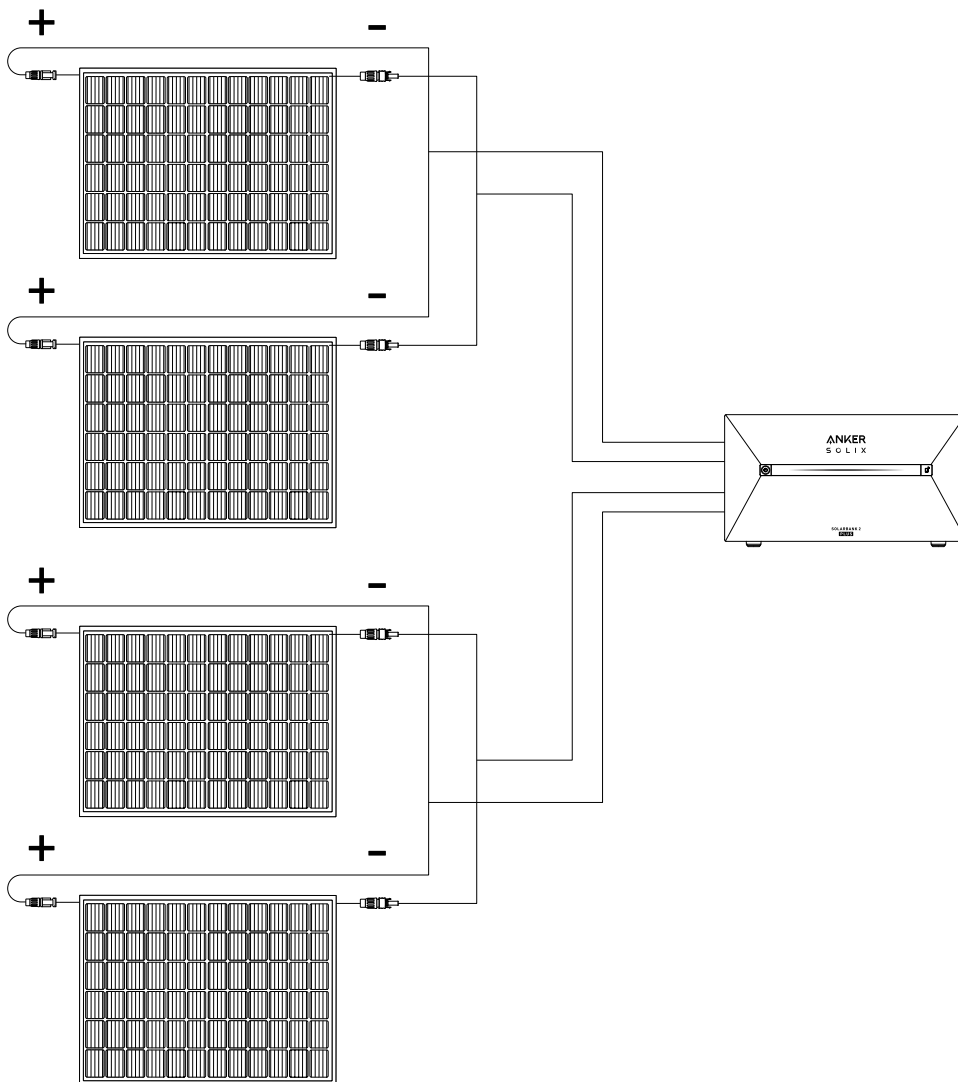 + -
+ -
ANKER
SOLIX
SOLARBANK 2
PLUS
+ -
+ -